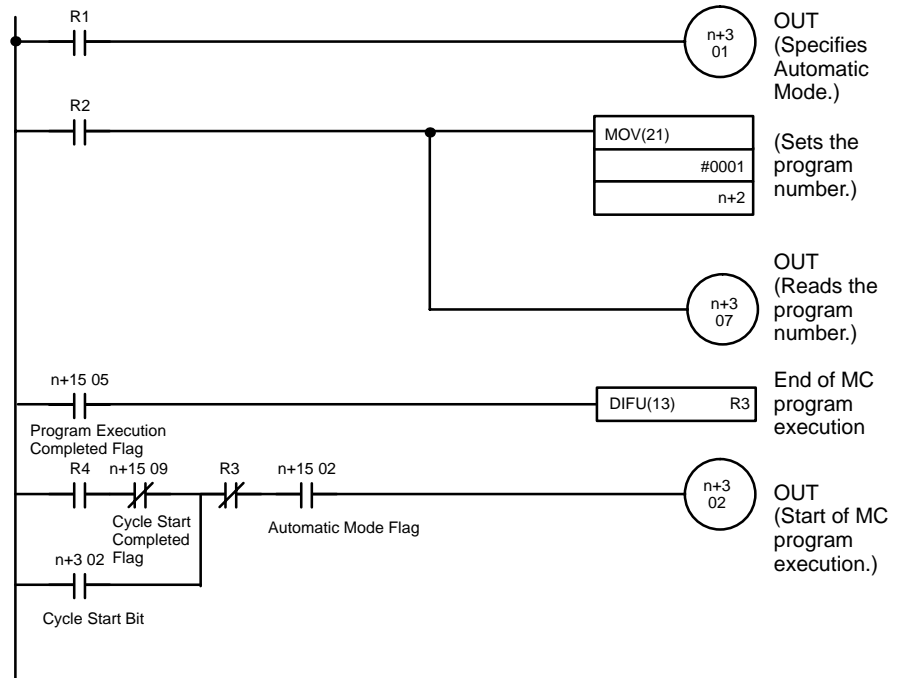 R1
n+3
01
OUT
(Specifies
Automatic
Mode.)
R2
MOV(21)
#0001
n+2
(Sets the
program
number.)
n+3
07
OUT
(Reads the
program
number.)
n+15 05
Program Execution
Completed Flag
DIFU(13) R3
End of MC
program
execution
R4 n+15 09 R3 n+15 02
Cycle Start
Completed
Flag
Automatic Mode Flag
n+3
02
OUT
(Start of MC
program
execution.)
n+3 02
Cycle Start Bit